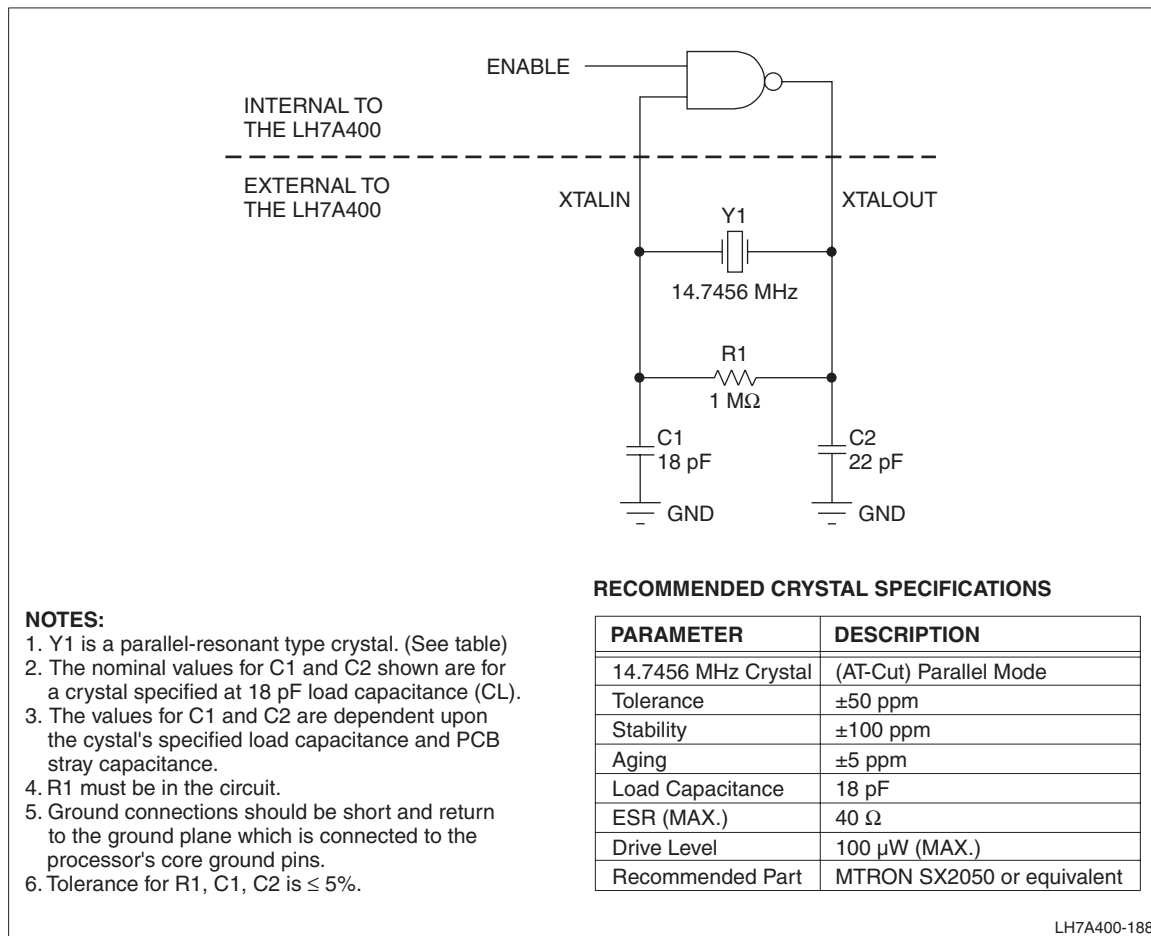 ENABLE
INTERNAL TO
THE LH7A400
EXTERNAL TO
THE LH7A400
XTALIN
XTALOUT
Y1
14.7456 MHz
R1
1 MΩ
C1
18 pF
C2
22 pF
GND
GND
NOTES:
1. Y1 is a parallel-resonant type crystal. (See table)
2. The nominal values for C1 and C2 shown are for
a crystal specified at 18 pF load capacitance (CL).
3. The values for C1 and C2 are dependent upon
the cystal's specified load capacitance and PCB
stray capacitance.
4. R1 must be in the circuit.
5. Ground connections should be short and return
to the ground plane which is connected to the
processor's core ground pins.
6. Tolerance for R1, C1, C2 is ≤ 5%.
RECOMMENDED CRYSTAL SPECIFICATIONS
PARAMETER DESCRIPTION
14.7456 MHz Crystal (AT-Cut) Parallel Mode
Tolerance ±50 ppm
Stability ±100 ppm
Aging ±5 ppm
Load Capacitance 18 pF
ESR (MAX.) 40 Ω
Drive Level 100 µW (MAX.)
Recommended Part MTRON SX2050 or equivalent
LH7A400-188